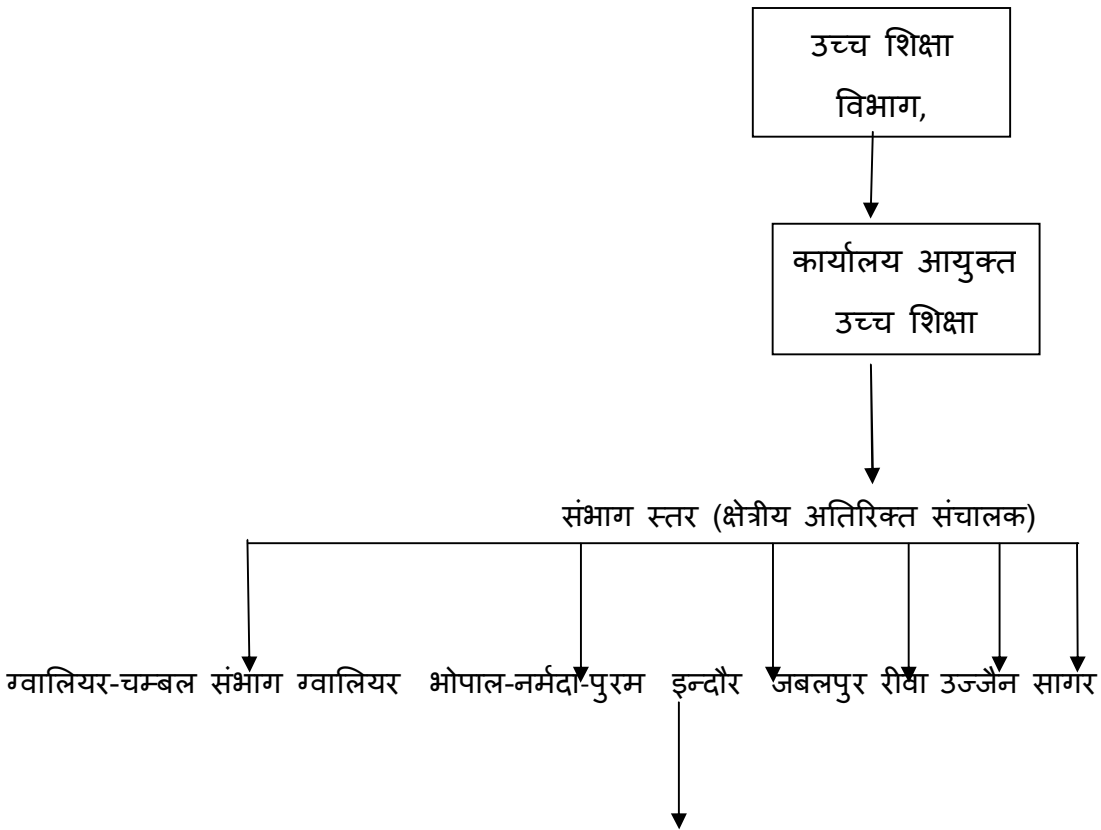 उच्च शिक्षा
विभाग,
कार्यालय आयुक्त
उच्च शिक्षा
संभाग स्तर (क्षेत्रीय अतिरिक्त संचालक)
ग्वालियर-चम्बल संभाग ग्वालियर भोपाल-नर्मदा-पुरम इन्दौर जबलपुर रीवा उज्जैन सागर